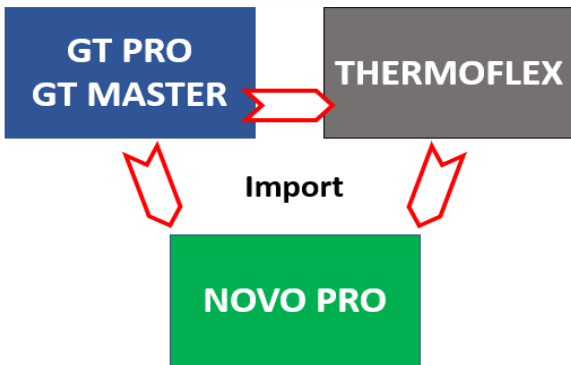 GT PRO
GT MASTER
THERMOFLEX
Import
NOVO PRO